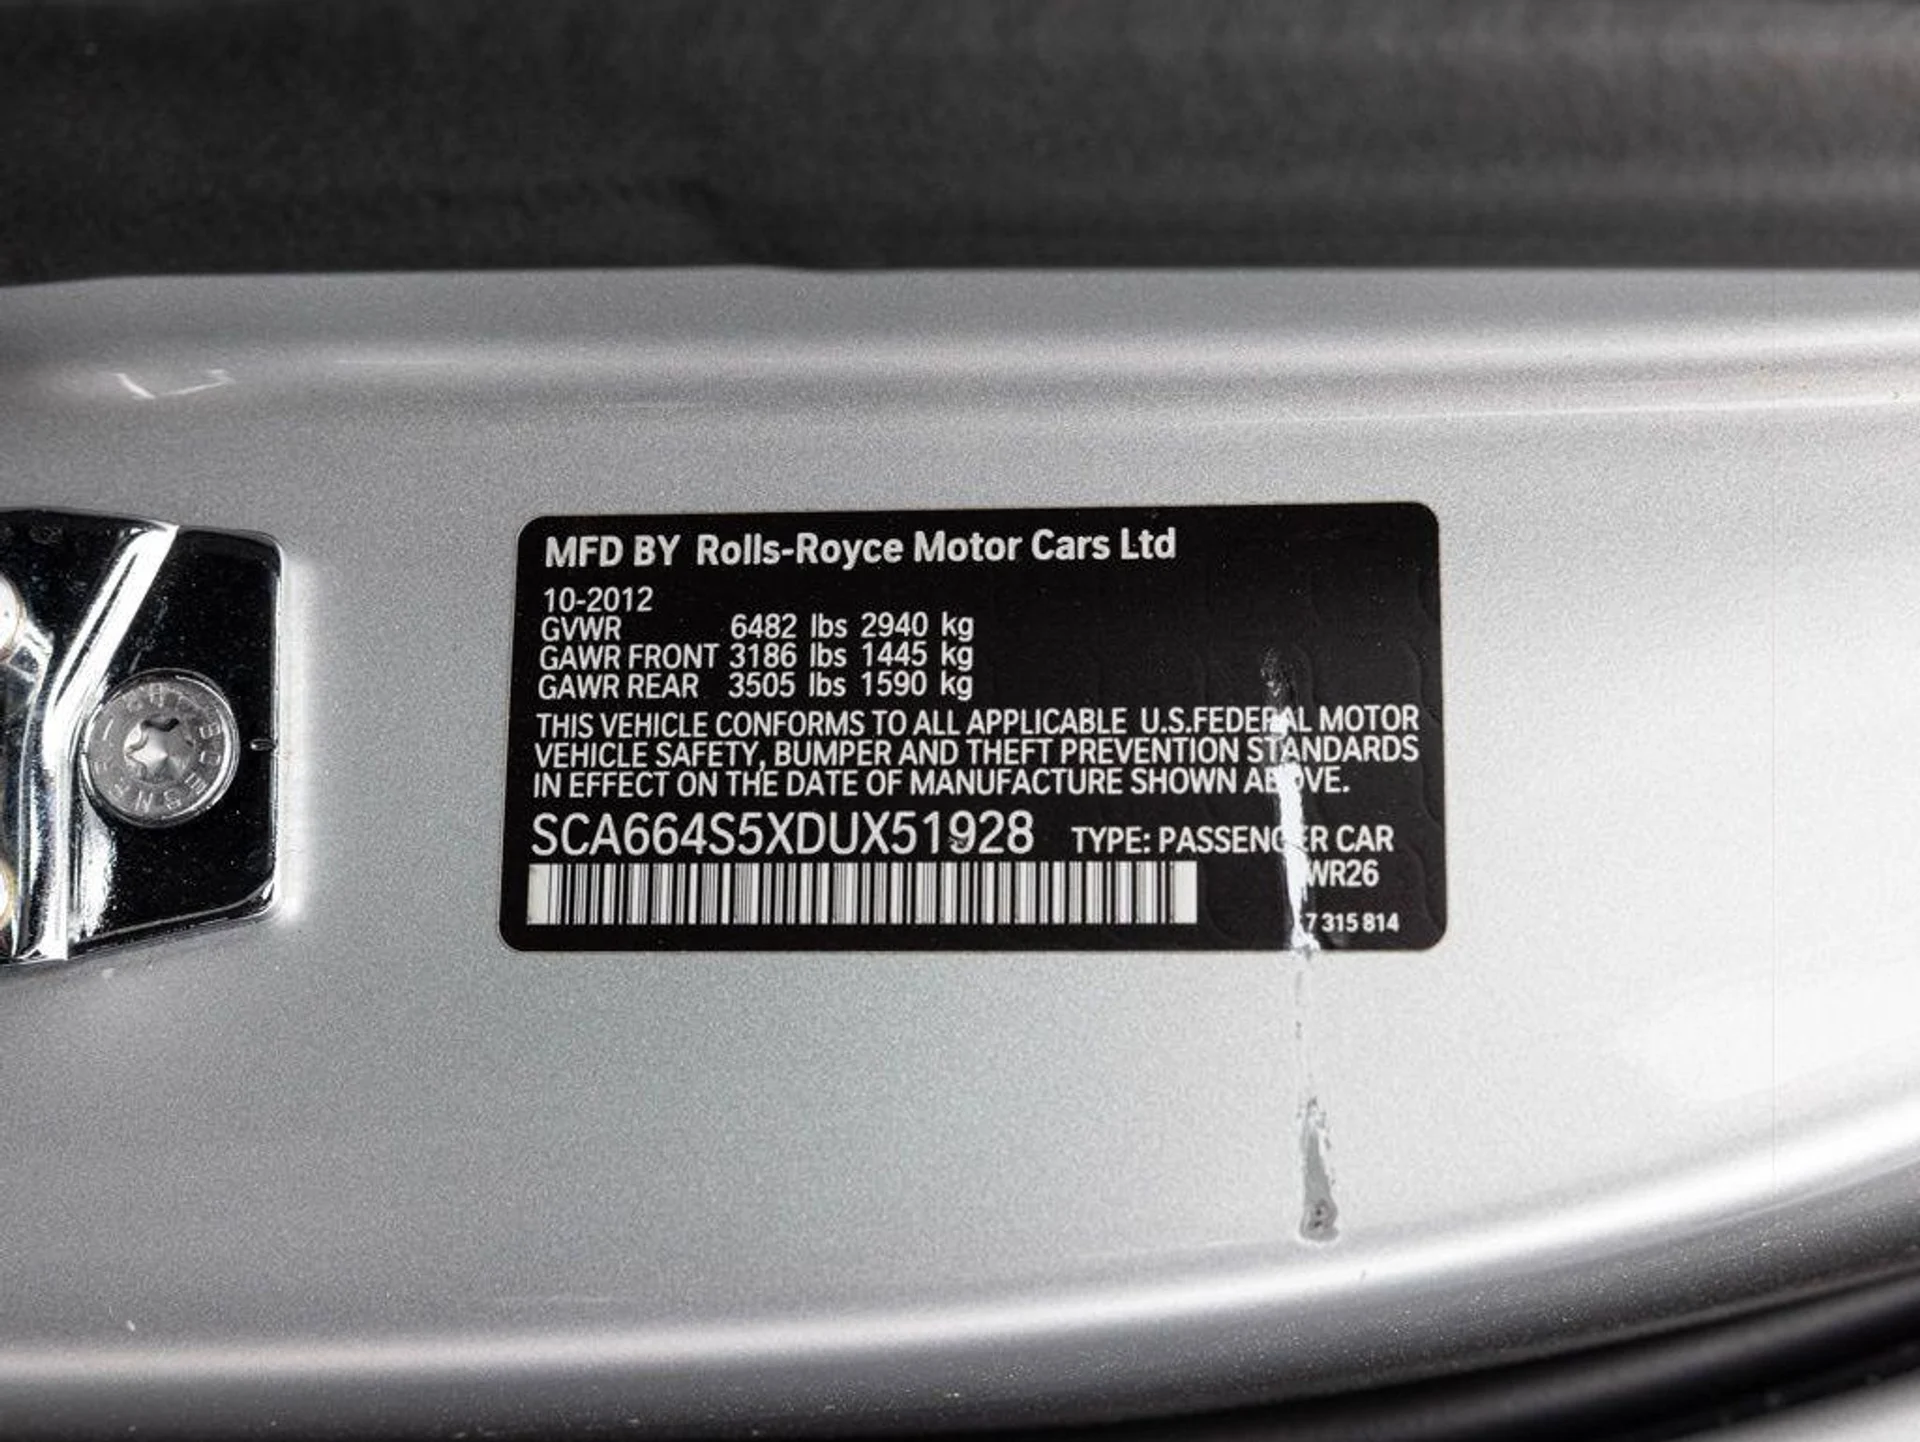 MFD BY Rolls-Royce Motor Cars Ltd
10-2012
GVWR 6482 lbs 2940 kg
GAWR FRONT 3186 lbs 1445 kg
GAWR REAR 3505 lbs 1590 kg
THIS VEHICLE CONFORMS TO ALL APPLICABLE U.S.FEDERAL MOTOR
VEHICLE SAFETY, BUMPER AND THEFT PREVENTION STANDARDS
IN EFFECT ON THE DATE OF MANUFACTURE SHOWN ABOVE.
SCA664S5XDUX51928 TYPE: PASSENGER CAR
WR26
7 315 814